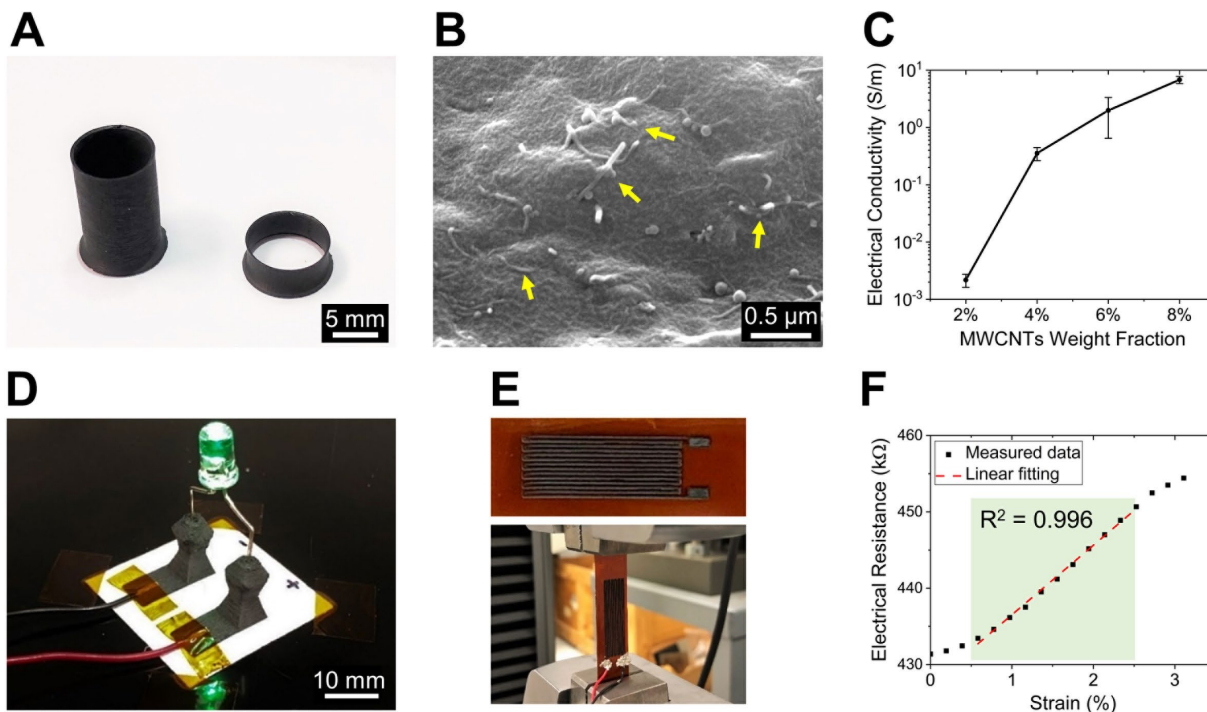 A
5 mm
B
0.5 μm
C
Electrical Conductivity (S/m)
10¹
10⁰
10⁻¹
10⁻²
10⁻³
2%
4%
6%
8%
MWCNTs Weight Fraction
D
-
+
10 mm
E
F
Electrical Resistance (kΩ)
460
450
440
430
Measured data
Linear fitting
R² = 0.996
0
1
2
3
Strain (%)